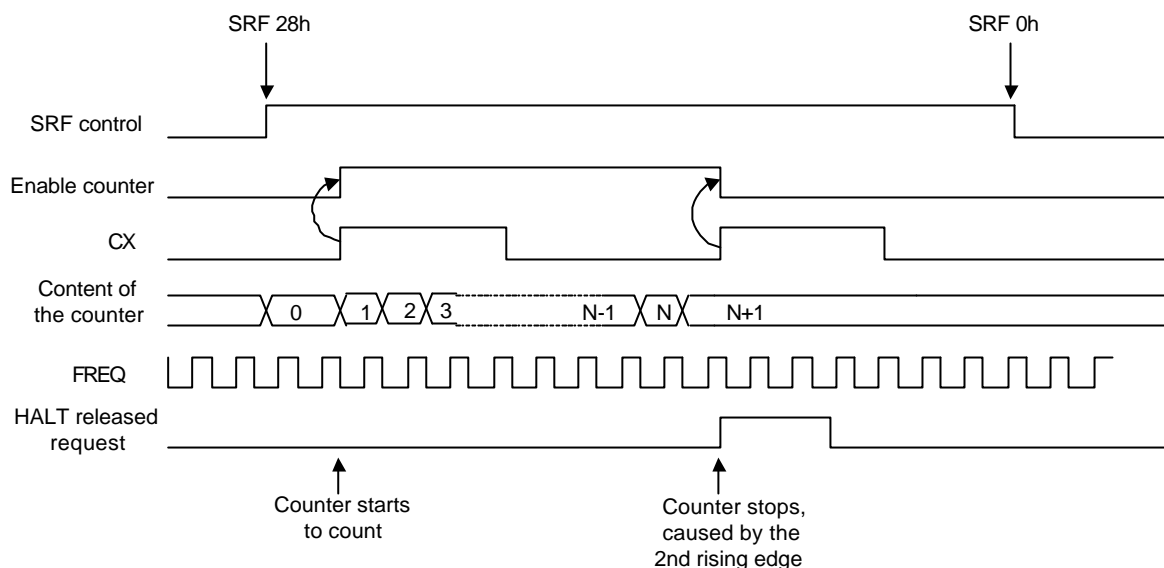 SRF 28h
SRF 0h
SRF control
Enable counter
CX
Content of
the counter
0
1
2
3
N-1
N
N+1
FREQ
HALT released
request
Counter starts
to count
Counter stops,
caused by the
2nd rising edge